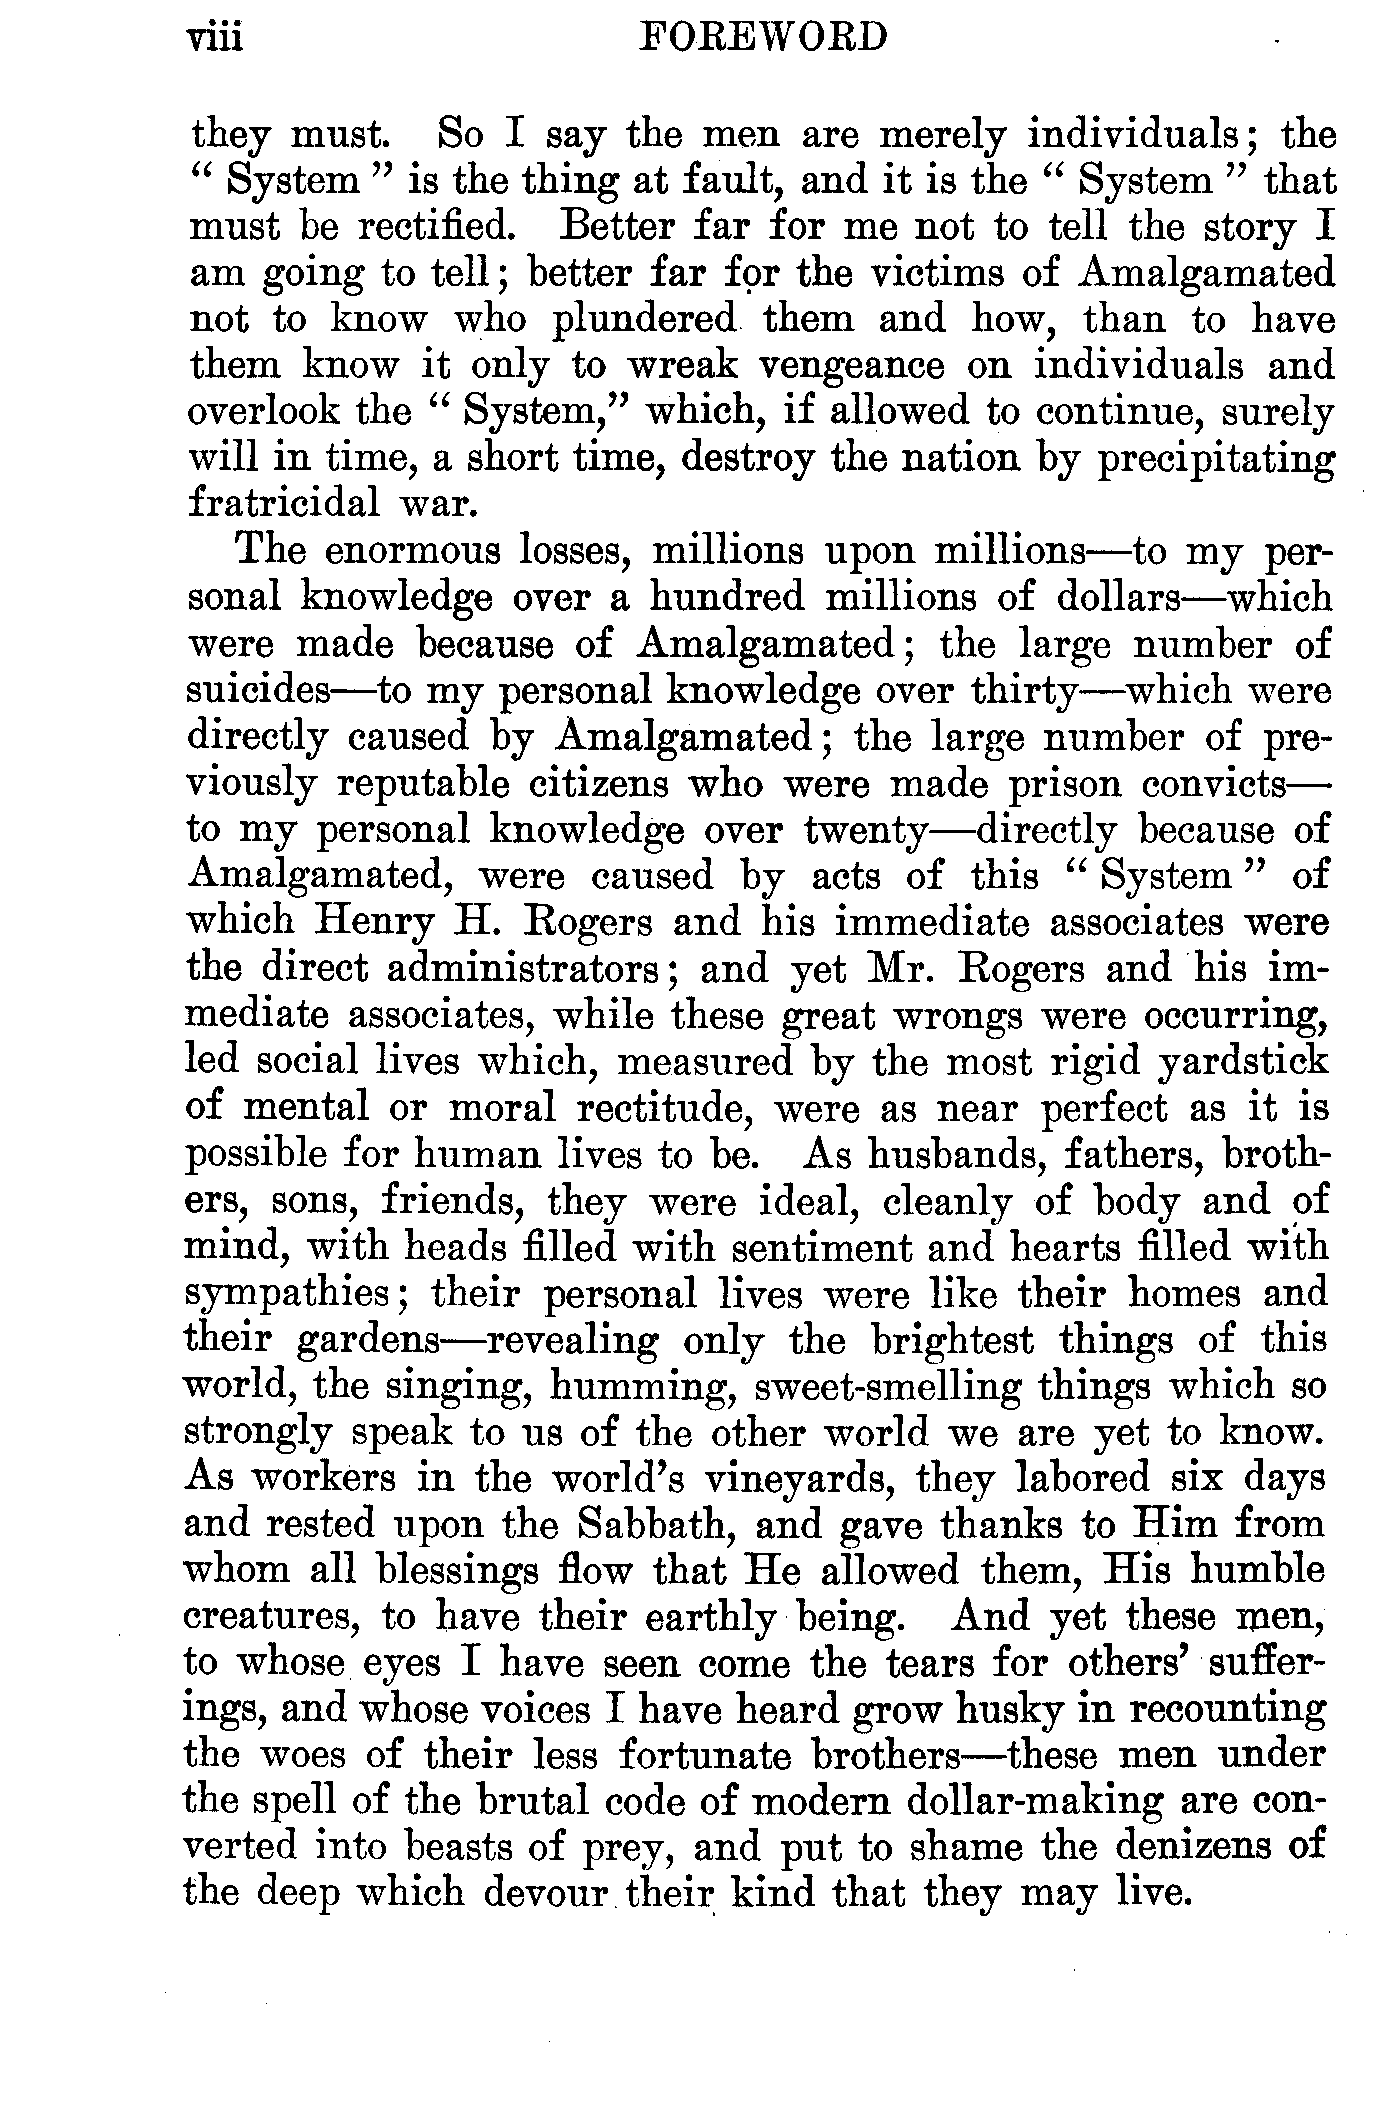 viii FOREWORD
they must. So I say the men are merely individuals; the
“ System ” is the thing at fault, and it is the “ System ” that
must be rectified. Better far for me not to tell the story I
am going to tell; better far for the victims of Amalgamated
not to know who plundered them and how, than to have
them know it only to wreak vengeance on individuals and
overlook the “ System,” which, if allowed to continue, surely
will in time, a short time, destroy the nation by precipitating
fratricidal war.
The enormous losses, millions upon millions—to my per-
sonal knowledge over a hundred millions of dollars—which
were made because of Amalgamated; the large number of
suicides—to my personal knowledge over thirty—which were
directly caused by Amalgamated; the large number of pre-
viously reputable citizens who were made prison convicts—
to my personal knowledge over twenty—directly because of
Amalgamated, were caused by acts of this “ System ” of
which Henry H. Rogers and his immediate associates were
the direct administrators; and yet Mr. Rogers and his im-
mediate associates, while these great wrongs were occurring,
led social lives which, measured by the most rigid yardstick
of mental or moral rectitude, were as near perfect as it is
possible for human lives to be. As husbands, fathers, broth-
ers, sons, friends, they were ideal, cleanly of body and of
mind, with heads filled with sentiment and hearts filled with
sympathies; their personal lives were like their homes and
their gardens—revealing only the brightest things of this
world, the singing, humming, sweet-smelling things which so
strongly speak to us of the other world we are yet to know.
As workers in the world’s vineyards, they labored six days
and rested upon the Sabbath, and gave thanks to Him from
whom all blessings flow that He allowed them, His humble
creatures, to have their earthly being. And yet these men,
to whose eyes I have seen come the tears for others’ suffer-
ings, and whose voices I have heard grow husky in recounting
the woes of their less fortunate brothers—these men under
the spell of the brutal code of modern dollar-making are con-
verted into beasts of prey, and put to shame the denizens of
the deep which devour their kind that they may live.